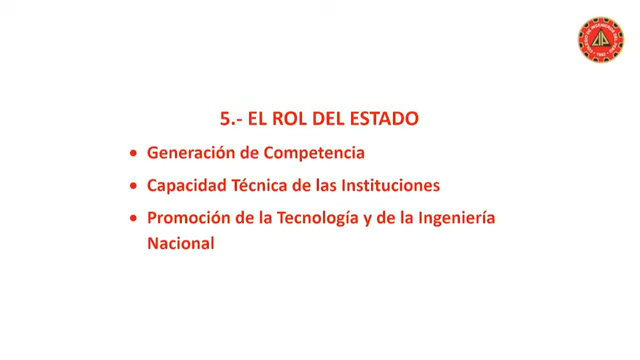 5.- EL ROL DEL ESTADO
• Generación de Competencia
• Capacidad Técnica de las Instituciones
• Promoción de la Tecnología y de la Ingeniería
Nacional